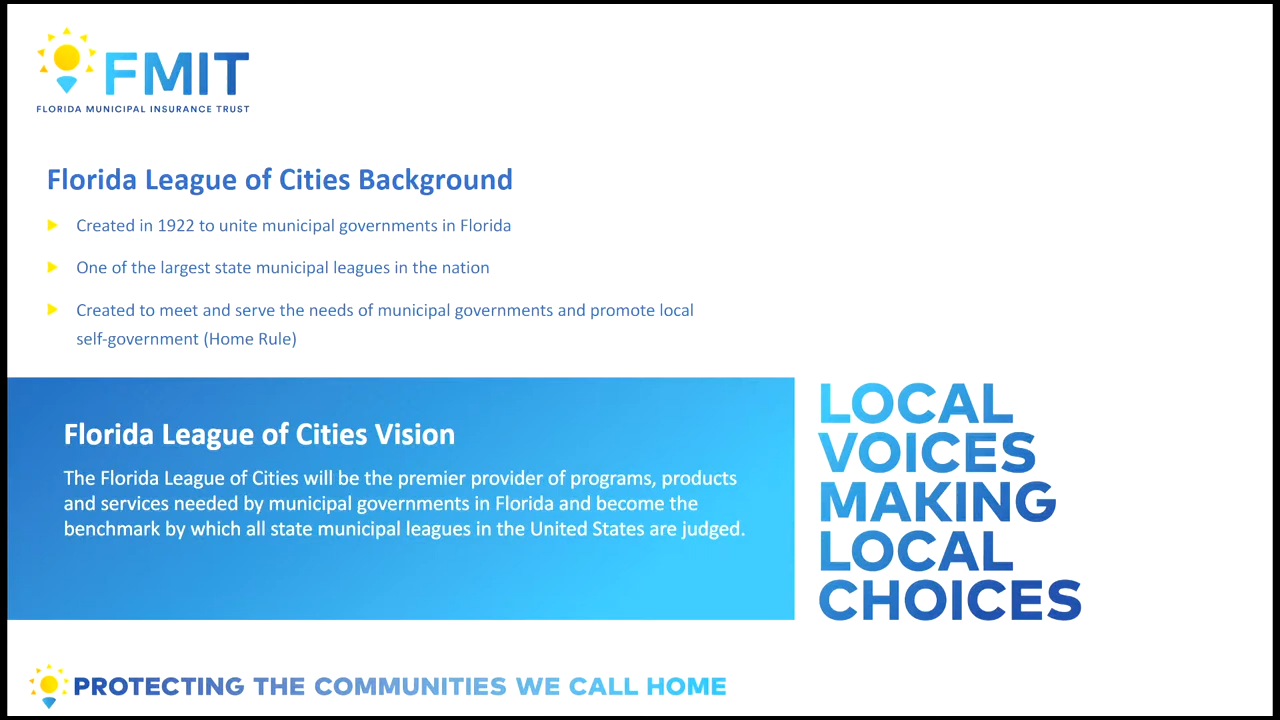 FMIT
FLORIDA MUNICIPAL INSURANCE TRUST
Florida League of Cities Background
Created in 1922 to unite municipal governments in Florida
One of the largest state municipal leagues in the nation
Created to meet and serve the needs of municipal governments and promote local
self-government (Home Rule)
Florida League of Cities Vision
The Florida League of Cities will be the premier provider of programs, products
and services needed by municipal governments in Florida and become the
benchmark by which all state municipal leagues in the United States are judged.
LOCAL
VOICES
MAKING
LOCAL
CHOICES
PROTECTING THE COMMUNITIES WE CALL HOME